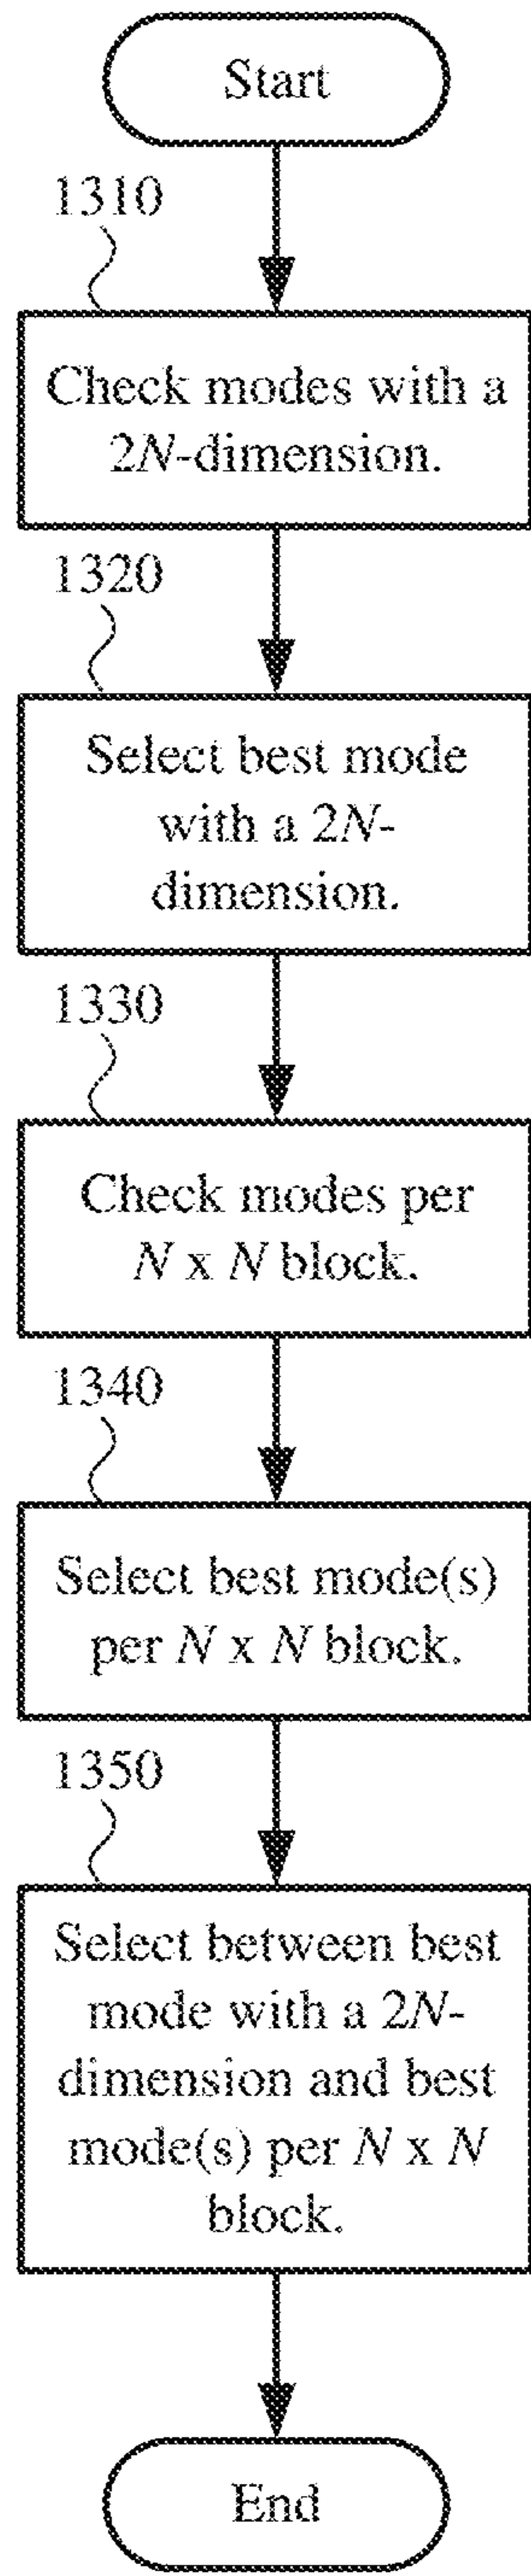 Start
1310
Check modes with a
2N-dimension.
1320
Select best mode
with a 2N-
dimension.
1330
Check modes per
N x N block.
1340
Select best mode(s)
per N x N block.
1350
Select between best
mode with a 2N-
dimension and best
mode(s) per N x N
block.
End